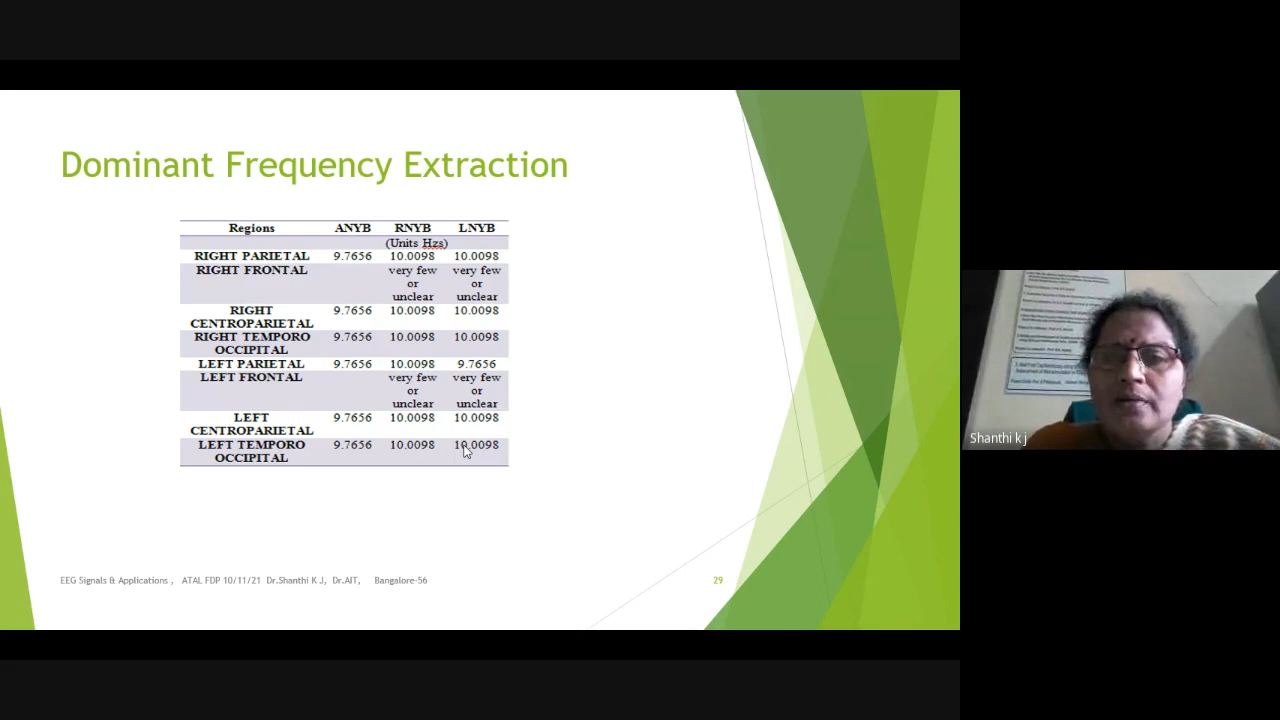 Dominant Frequency Extraction
Regions ANYB RNYB LNYB
(Units Hzs)
RIGHT PARIETAL 9.7656 10.0098 10.0098
RIGHT FRONTAL very few very few
or or
unclear unclear
RIGHT 9.7656 10.0098 10.0098
CENTROPARIETAL
RIGHT TEMPORO 9.7656 10.0098 10.0098
OCCIPITAL
LEFT PARIETAL 9.7656 10.0098 9.7656
LEFT FRONTAL very few very few
or or
unclear unclear
LEFT 9.7656 10.0098 10.0098
CENTROPARIETAL
LEFT TEMPORO 9.7656 10.0098 10.0098
OCCIPITAL
EEG Signals & Applications , ATAL FDP 10/11/21 Dr.Shanthi K J, Dr.AIT, Bangalore-56
29
Shanthi k j